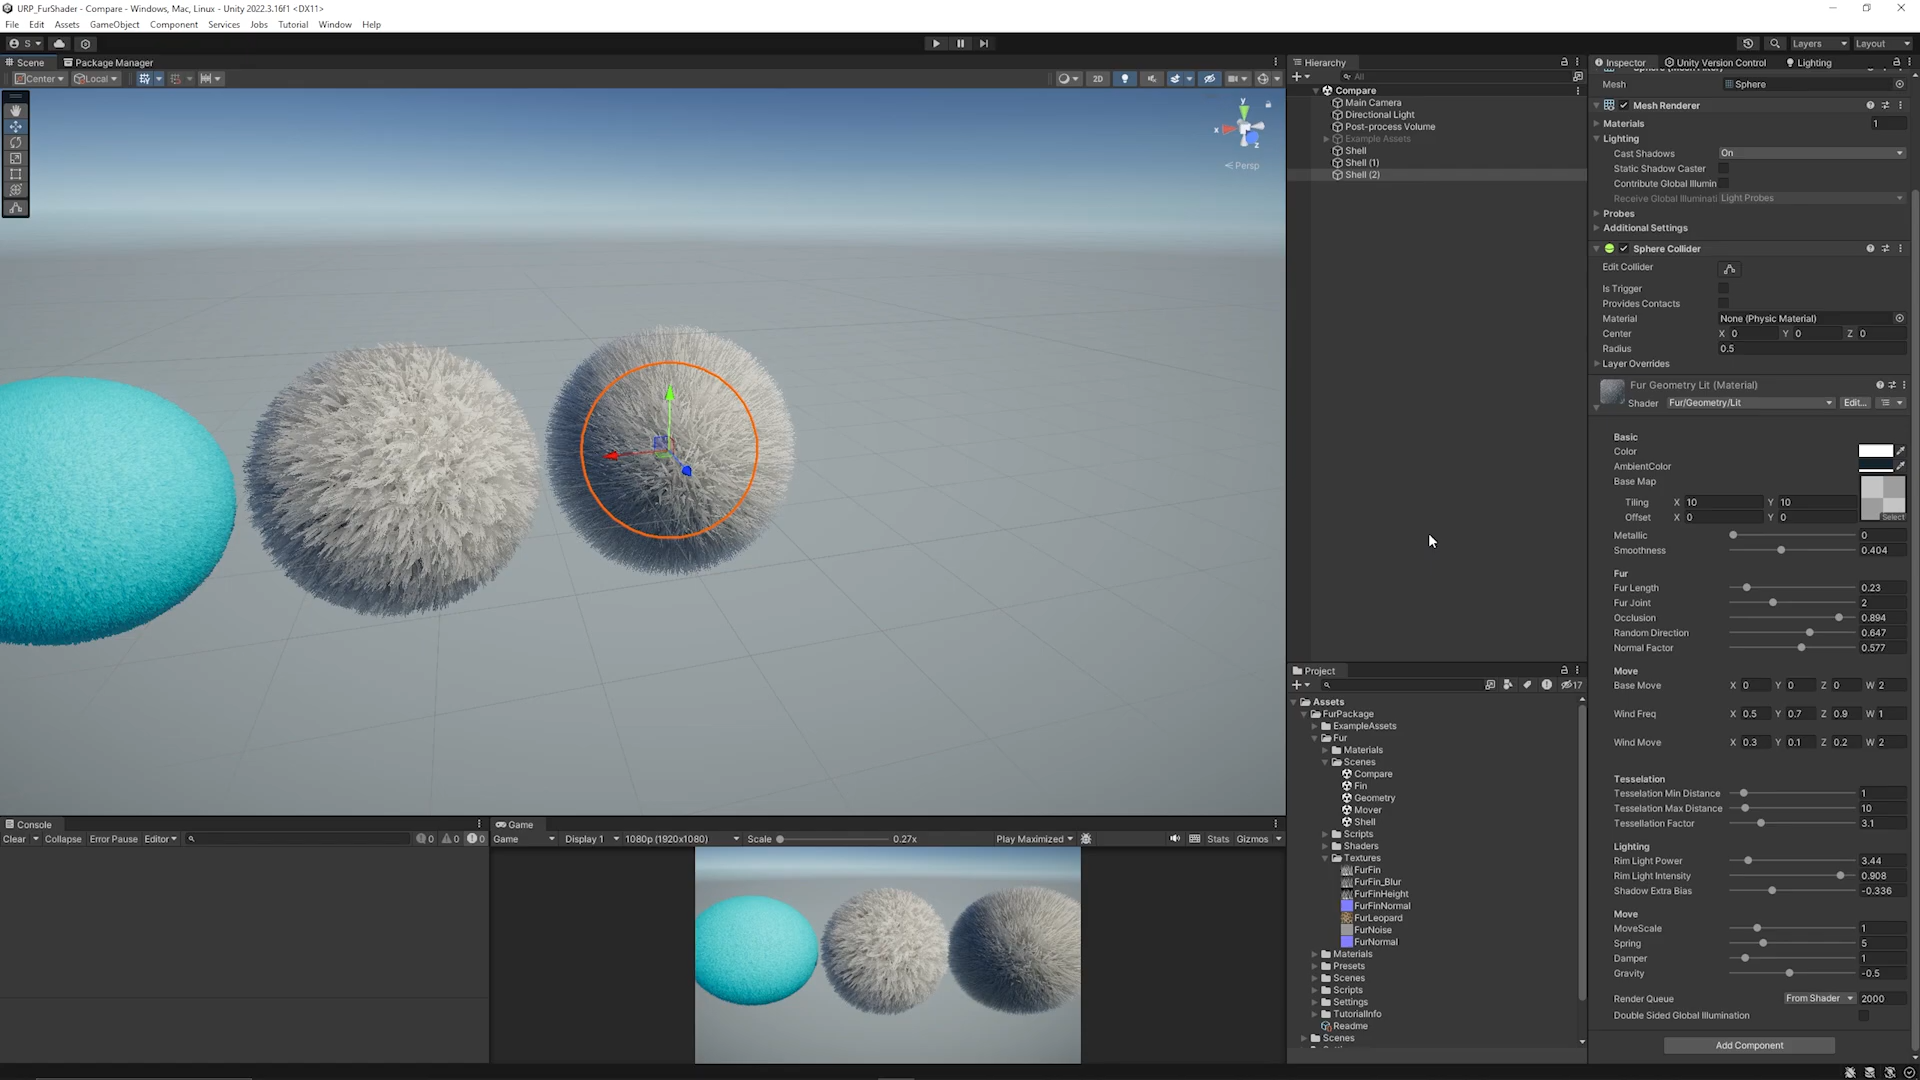 URP_FurShader - Compare - Windows, Mac, Linux - Unity 2022.3.16f1 <DX11>
File Edit Assets GameObject Component Services Jobs Tutorial Window Help
S Layers Layout
Scene Package Manager
Center Local 2D
y
x
z
Persp
Console
Clear Collapse Error Pause Editor 0 0 0
Game
Game Display 1 1080p (1920x1080) Scale 0.27x Play Maximized Stats Gizmos
Hierarchy
All
Compare
Main Camera
Directional Light
Post-process Volume
Example Assets
Shell
Shell (1)
Shell (2)
Project
17
Assets
FurPackage
ExampleAssets
Fur
Materials
Scenes
Compare
Fin
Geometry
Mover
Shell
Scripts
Shaders
Textures
FurFin
FurFin_Blur
FurFinHeight
FurFinNormal
FurLeopard
FurNoise
FurNormal
Materials
Presets
Scenes
Scripts
Settings
TutorialInfo
Readme
Scenes
Inspector Unity Version Control Lighting
Mesh Sphere
Mesh Renderer
Materials 1
Lighting
Cast Shadows On
Static Shadow Caster
Contribute Global Illumin
Receive Global Illuminati Light Probes
Probes
Additional Settings
Sphere Collider
Edit Collider
Is Trigger
Provides Contacts
Material None (Physic Material)
Center X 0 Y 0 Z 0
Radius 0.5
Layer Overrides
Fur Geometry Lit (Material)
Shader Fur/Geometry/Lit Edit...
Basic
Color
AmbientColor
Base Map
Tiling X 10 Y 10
Offset X 0 Y 0 Select
Metallic 0
Smoothness 0.404
Fur
Fur Length 0.23
Fur Joint 2
Occlusion 0.894
Random Direction 0.647
Normal Factor 0.577
Move
Base Move X 0 Y 0 Z 0 W 2
Wind Freq X 0.5 Y 0.7 Z 0.9 W 1
Wind Move X 0.3 Y 0.1 Z 0.2 W 2
Tesselation
Tesselation Min Distance 1
Tesselation Max Distance 10
Tessellation Factor 3.1
Lighting
Rim Light Power 3.44
Rim Light Intensity 0.908
Shadow Extra Bias -0.336
Move
MoveScale 1
Spring 5
Damper 1
Gravity -0.5
Render Queue From Shader 2000
Double Sided Global Illumination
Add Component